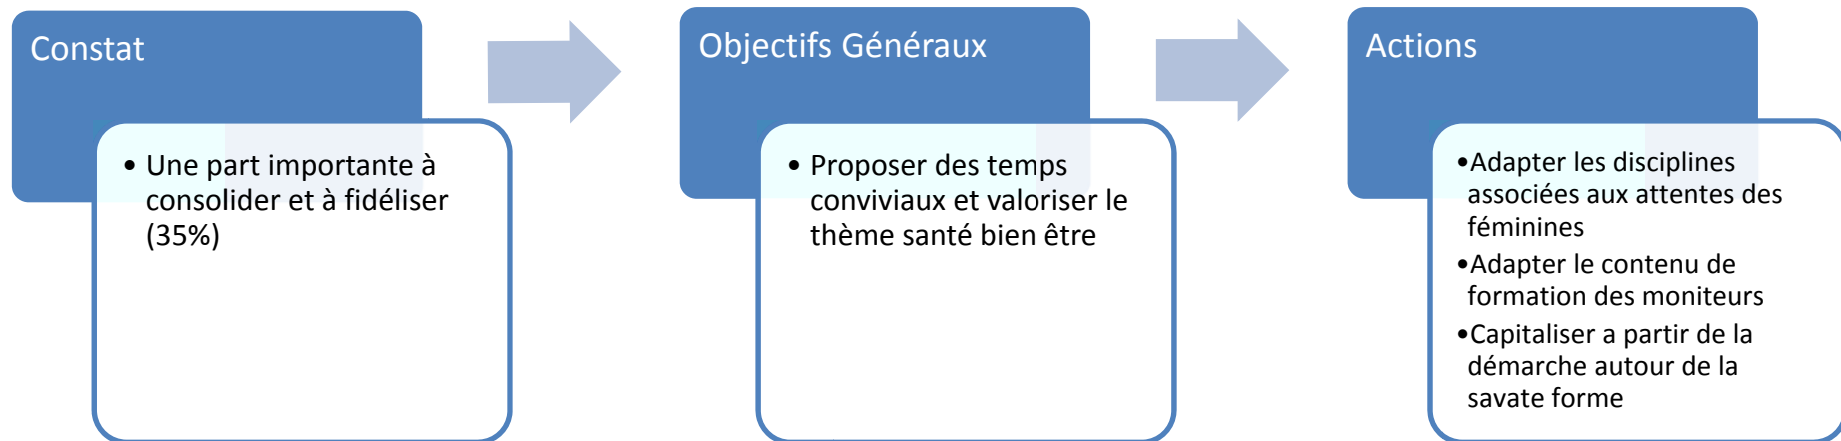 Constat
• Une part importante à
consolider et à fidéliser
(35%)
Objectifs Généraux
• Proposer des temps
conviviaux et valoriser le
thème santé bien être
Actions
•Adapter les disciplines
associées aux attentes des
féminines
•Adapter le contenu de
formation des moniteurs
•Capitaliser a partir de la
démarche autour de la
savate forme